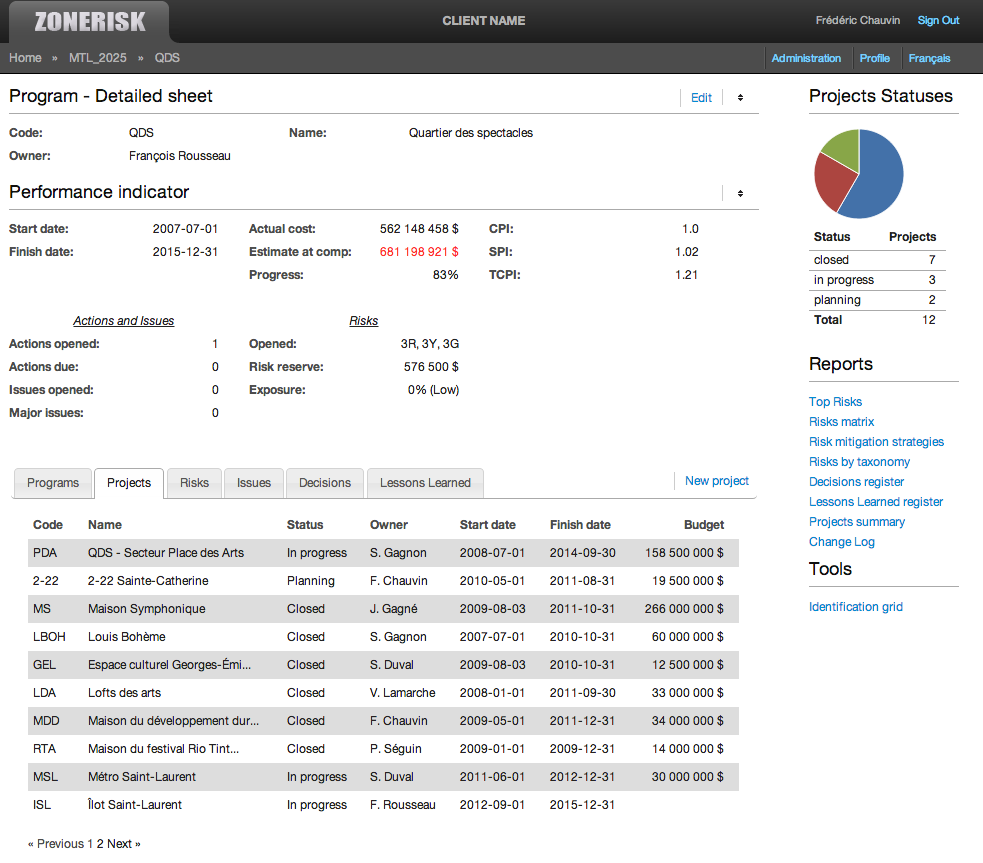 ZONERISK
CLIENT NAME
Frédéric Chauvin Sign Out
Home » MTL_2025 » QDS
Administration Profile Français
Program - Detailed sheet
Edit
Code: QDS Name: Quartier des spectacles
Owner: François Rousseau
Performance indicator
Start date: 2007-07-01 Actual cost: 562 148 458 $ CPI: 1.0
Finish date: 2015-12-31 Estimate at comp: 681 198 921 $ SPI: 1.02
Progress: 83% TCPI: 1.21
Actions and Issues Risks
Actions opened: 1 Opened: 3R, 3Y, 3G
Actions due: 0 Risk reserve: 576 500 $
Issues opened: 0 Exposure: 0% (Low)
Major issues: 0
Programs Projects Risks Issues Decisions Lessons Learned New project
Code Name Status Owner Start date Finish date Budget
PDA QDS - Secteur Place des Arts In progress S. Gagnon 2008-07-01 2014-09-30 158 500 000 $
2-22 2-22 Sainte-Catherine Planning F. Chauvin 2010-05-01 2011-08-31 19 500 000 $
MS Maison Symphonique Closed J. Gagné 2009-08-03 2011-10-31 266 000 000 $
LBOH Louis Bohème Closed S. Gagnon 2007-07-01 2010-10-31 60 000 000 $
GEL Espace culturel Georges-Émi... Closed S. Duval 2009-08-03 2010-10-31 12 500 000 $
LDA Lofts des arts Closed V. Lamarche 2008-01-01 2011-09-30 33 000 000 $
MDD Maison du développement dur... Closed F. Chauvin 2009-05-01 2011-12-31 34 000 000 $
RTA Maison du festival Rio Tint... Closed P. Séguin 2009-01-01 2009-12-31 14 000 000 $
MSL Métro Saint-Laurent In progress S. Duval 2011-06-01 2012-12-31 30 000 000 $
ISL Îlot Saint-Laurent In progress F. Rousseau 2012-09-01 2015-12-31
« Previous 1 2 Next »
Projects Statuses
Status Projects
closed 7
in progress 3
planning 2
Total 12
Reports
Top Risks
Risks matrix
Risk mitigation strategies
Risks by taxonomy
Decisions register
Lessons Learned register
Projects summary
Change Log
Tools
Identification grid